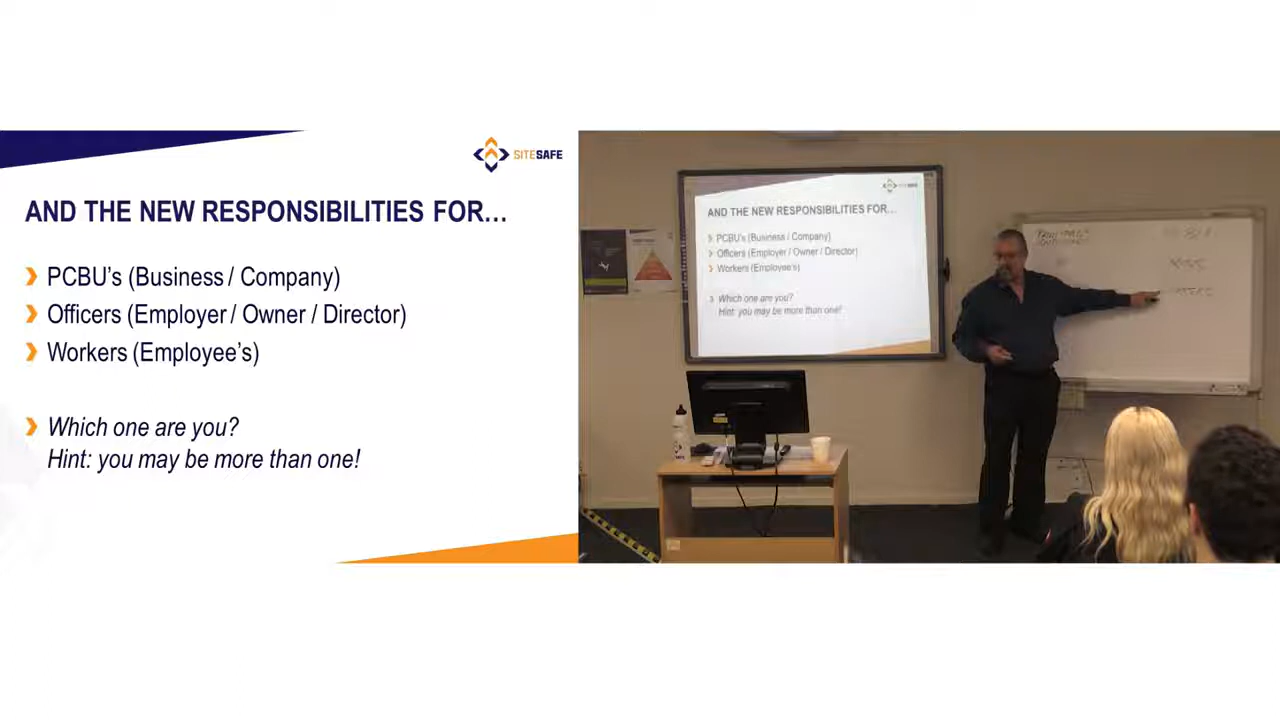 SITESAFE
AND THE NEW RESPONSIBILITIES FOR…
PCBU’s (Business / Company)
Officers (Employer / Owner / Director)
Workers (Employee’s)
Which one are you?
Hint: you may be more than one!
AND THE NEW RESPONSIBILITIES FOR...
PCBU's (Business / Company)
Officers (Employer / Owner / Director)
Workers (Employee's)
Which one are you?
Hint: you may be more than one!